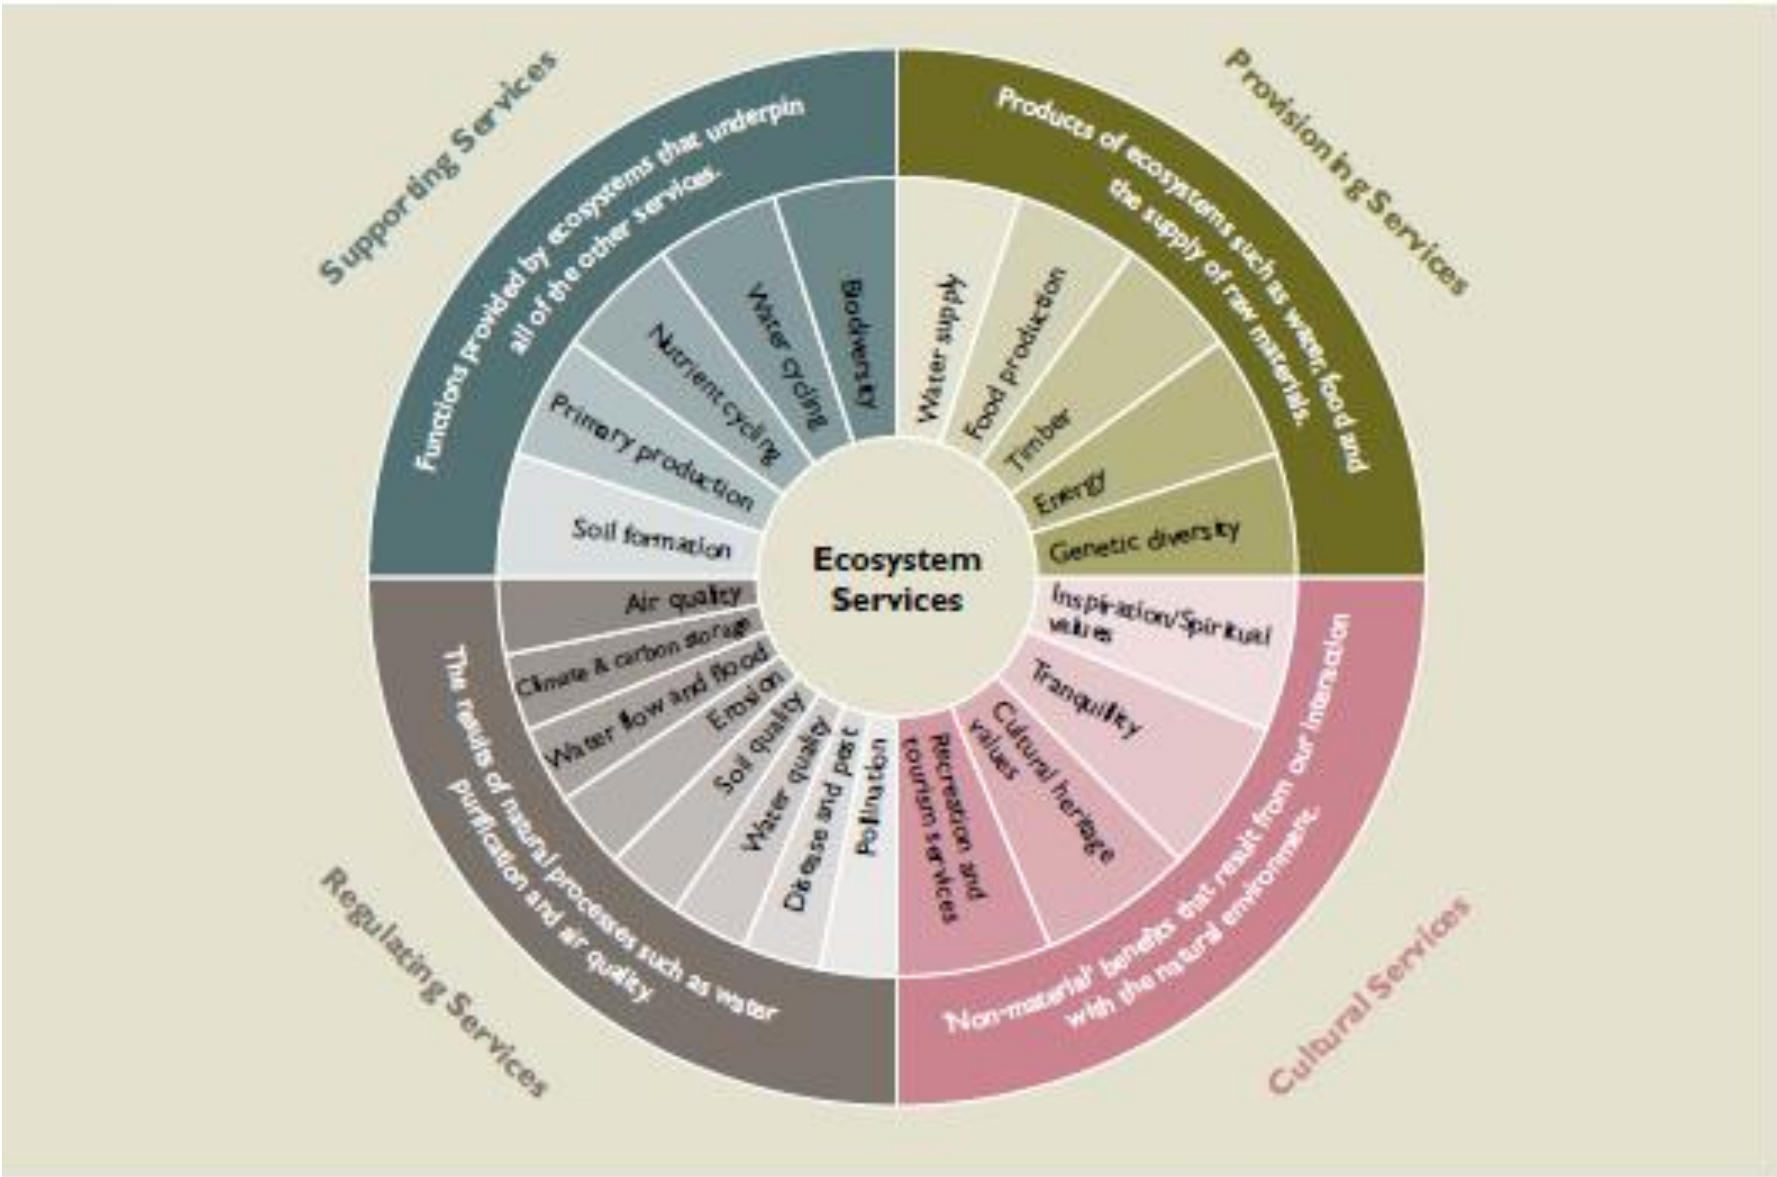 Supporting Services
Functions provided by ecosystems that underpin
all of the other services.
Biodiversity
Water cycling
Nutrient cycling
Primary production
Soil formation
Provisioning Services
Products of ecosystems such as water, food and
the supply of raw materials.
Water supply
Food production
Timber
Energy
Genetic diversity
Ecosystem
Services
Cultural Services
'Non-material' benefits that result from our interaction
with the natural environment.
Inspiration/Spiritual
values
Tranquility
Cultural heritage
values
Recreation and
tourism services
Regulating Services
The results of natural processes such as water
purification and air quality.
Air quality
Climate & carbon storage
Water flow and flood
Erosion
Soil quality
Water quality
Disease and pest
Pollination